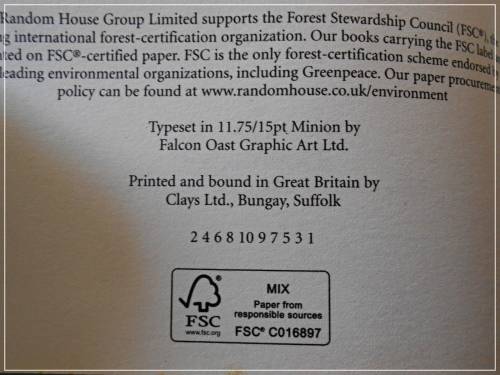 Random House Group Limited supports the Forest Stewardship Council (FSC®),
international forest-certification organization. Our books carrying the FSC label
on FSC®-certified paper. FSC is the only forest-certification scheme endorsed
leading environmental organizations, including Greenpeace. Our paper
policy can be found at www.randomhouse.co.uk/environment
Typeset in 11.75/15pt Minion by
Falcon Oast Graphic Art Ltd.
Printed and bound in Great Britain by
Clays Ltd., Bungay, Suffolk
2 4 6 8 10 9 7 5 3 1
FSC
www.fsc.org
MIX
Paper from
responsible sources
FSC® C016897